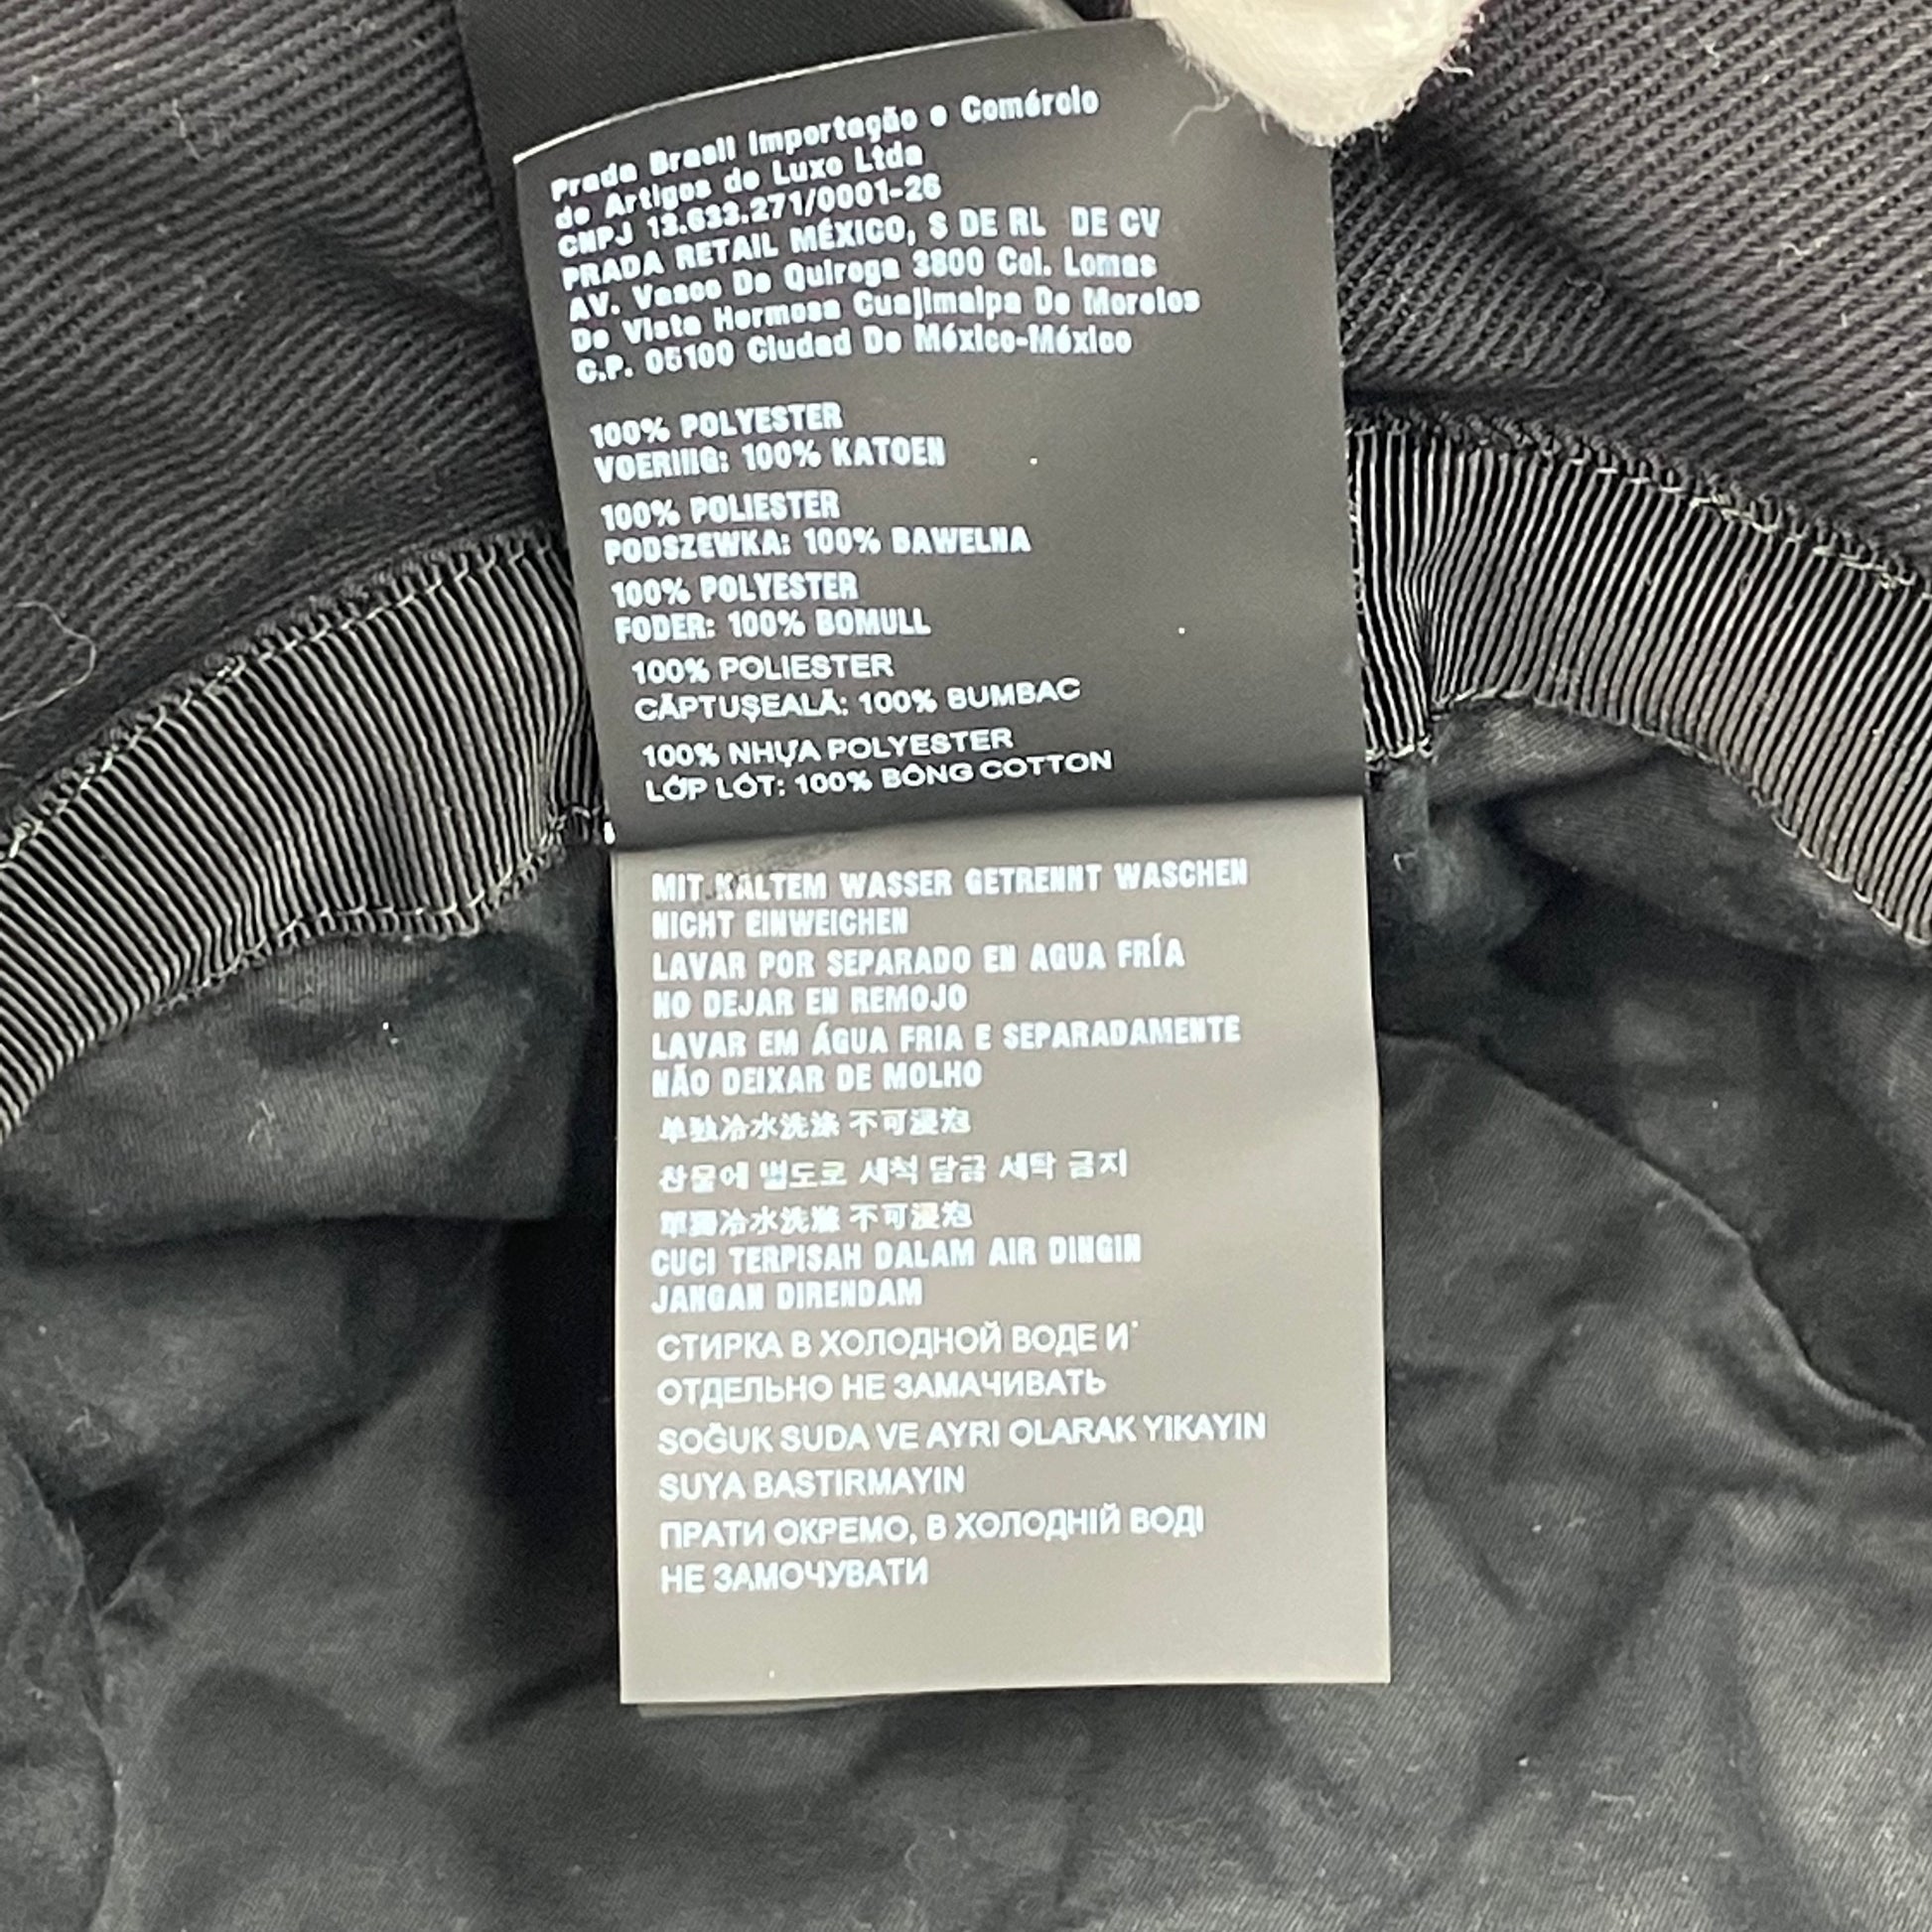 Prada Brasil Importação e Comércio
de Artigos de Luxo Ltda
CNPJ 13.633.271/0001-26
PRADA RETAIL MÉXICO, S DE RL DE CV
AV. Vasco De Quiroga 3800 Col. Lomas
De Vista Hermosa Cuajimalpa De Morelos
C.P. 05100 Ciudad De México-México
100% POLYESTER
VOERING: 100% KATOEN
100% POLIESTER
PODSZEWKA: 100% BAWELNA
100% POLYESTER
FODER: 100% BOMULL
100% POLIESTER
CĂPTUȘEALĂ: 100% BUMBAC
100% NHỰA POLYESTER
LỚP LÓT: 100% BÔNG COTTON
MIT KALTEM WASSER GETRENNT WASCHEN
NICHT EINWEICHEN
LAVAR POR SEPARADO EN AGUA FRÍA
NO DEJAR EN REMOJO
LAVAR EM ÁGUA FRIA E SEPARADAMENTE
NÃO DEIXAR DE MOLHO
单独冷水洗涤 不可浸泡
찬물에 별도로 세척 담금 세탁 금지
單獨冷水洗滌 不可浸泡
CUCI TERPISAH DALAM AIR DINGIN
JANGAN DIRENDAM
СТИРКА В ХОЛОДНОЙ ВОДЕ И
ОТДЕЛЬНО НЕ ЗАМАЧИВАТЬ
SOĞUK SUDA VE AYRI OLARAK YIKAYIN
SUYA BASTIRMAYIN
ПРАТИ ОКРЕМО, В ХОЛОДНІЙ ВОДІ
НЕ ЗАМОЧУВАТИ